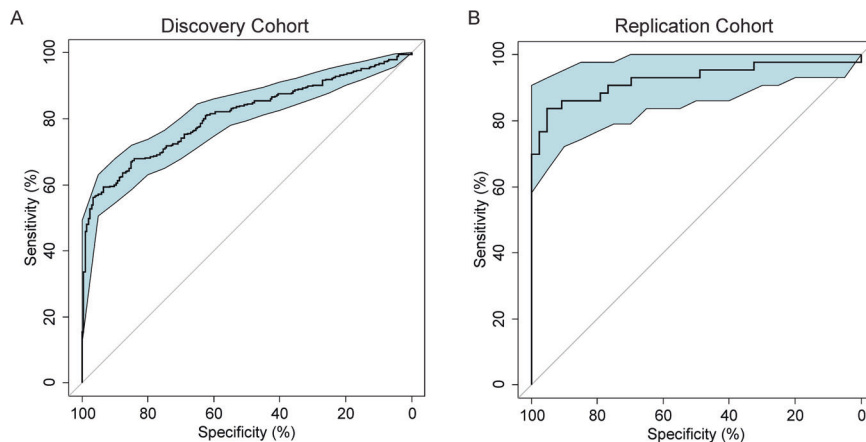 A
Discovery Cohort
Sensitivity (%)
100
80
60
40
20
0
100 80 60 40 20 0
Specificity (%)
B
Replication Cohort
Sensitivity (%)
100
80
60
40
20
0
100 80 60 40 20 0
Specificity (%)